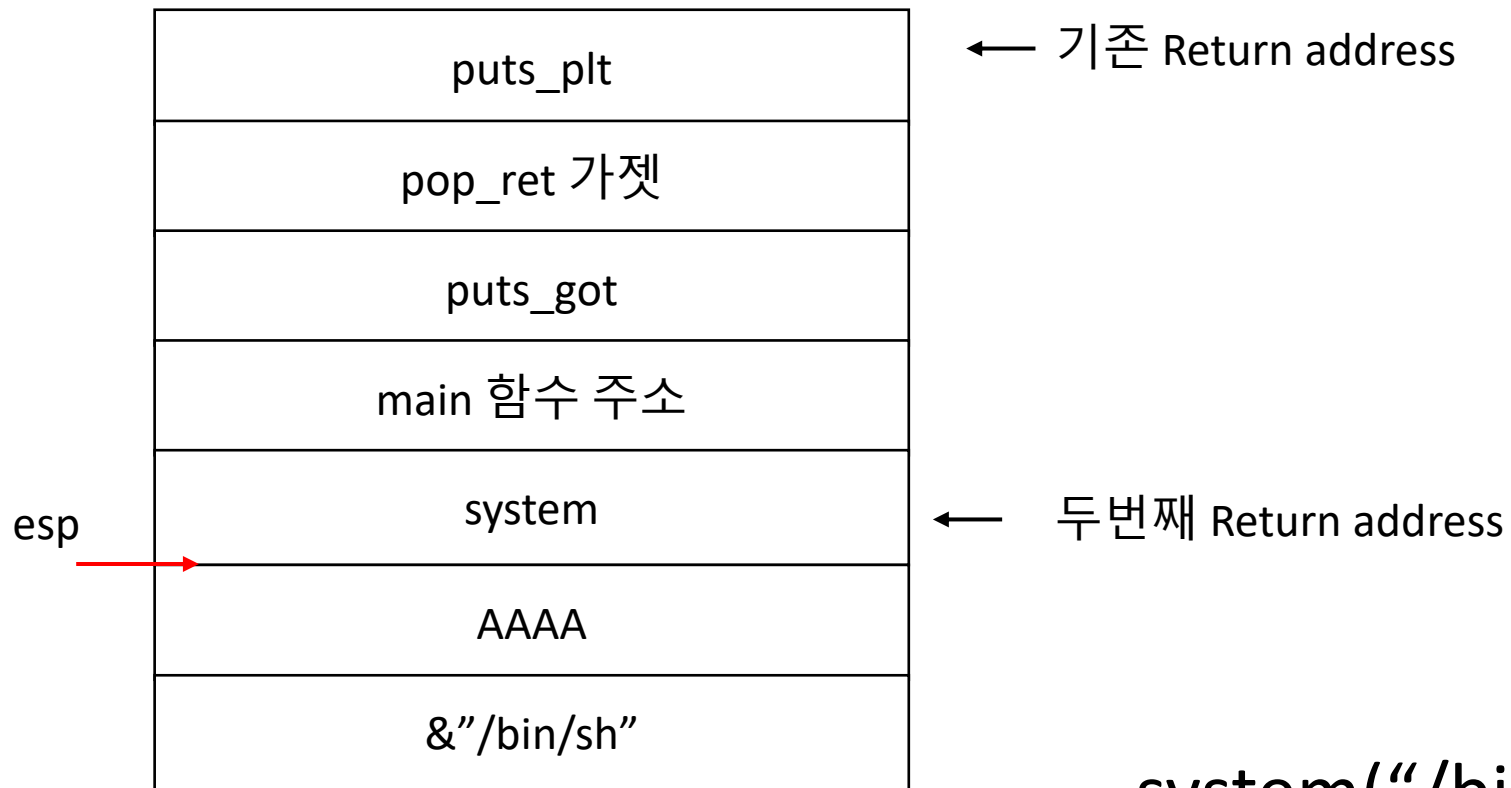 puts_plt
기존 Return address
pop_ret 가젯
puts_got
main 함수 주소
esp
system
두번째 Return address
AAAA
&”/bin/sh”